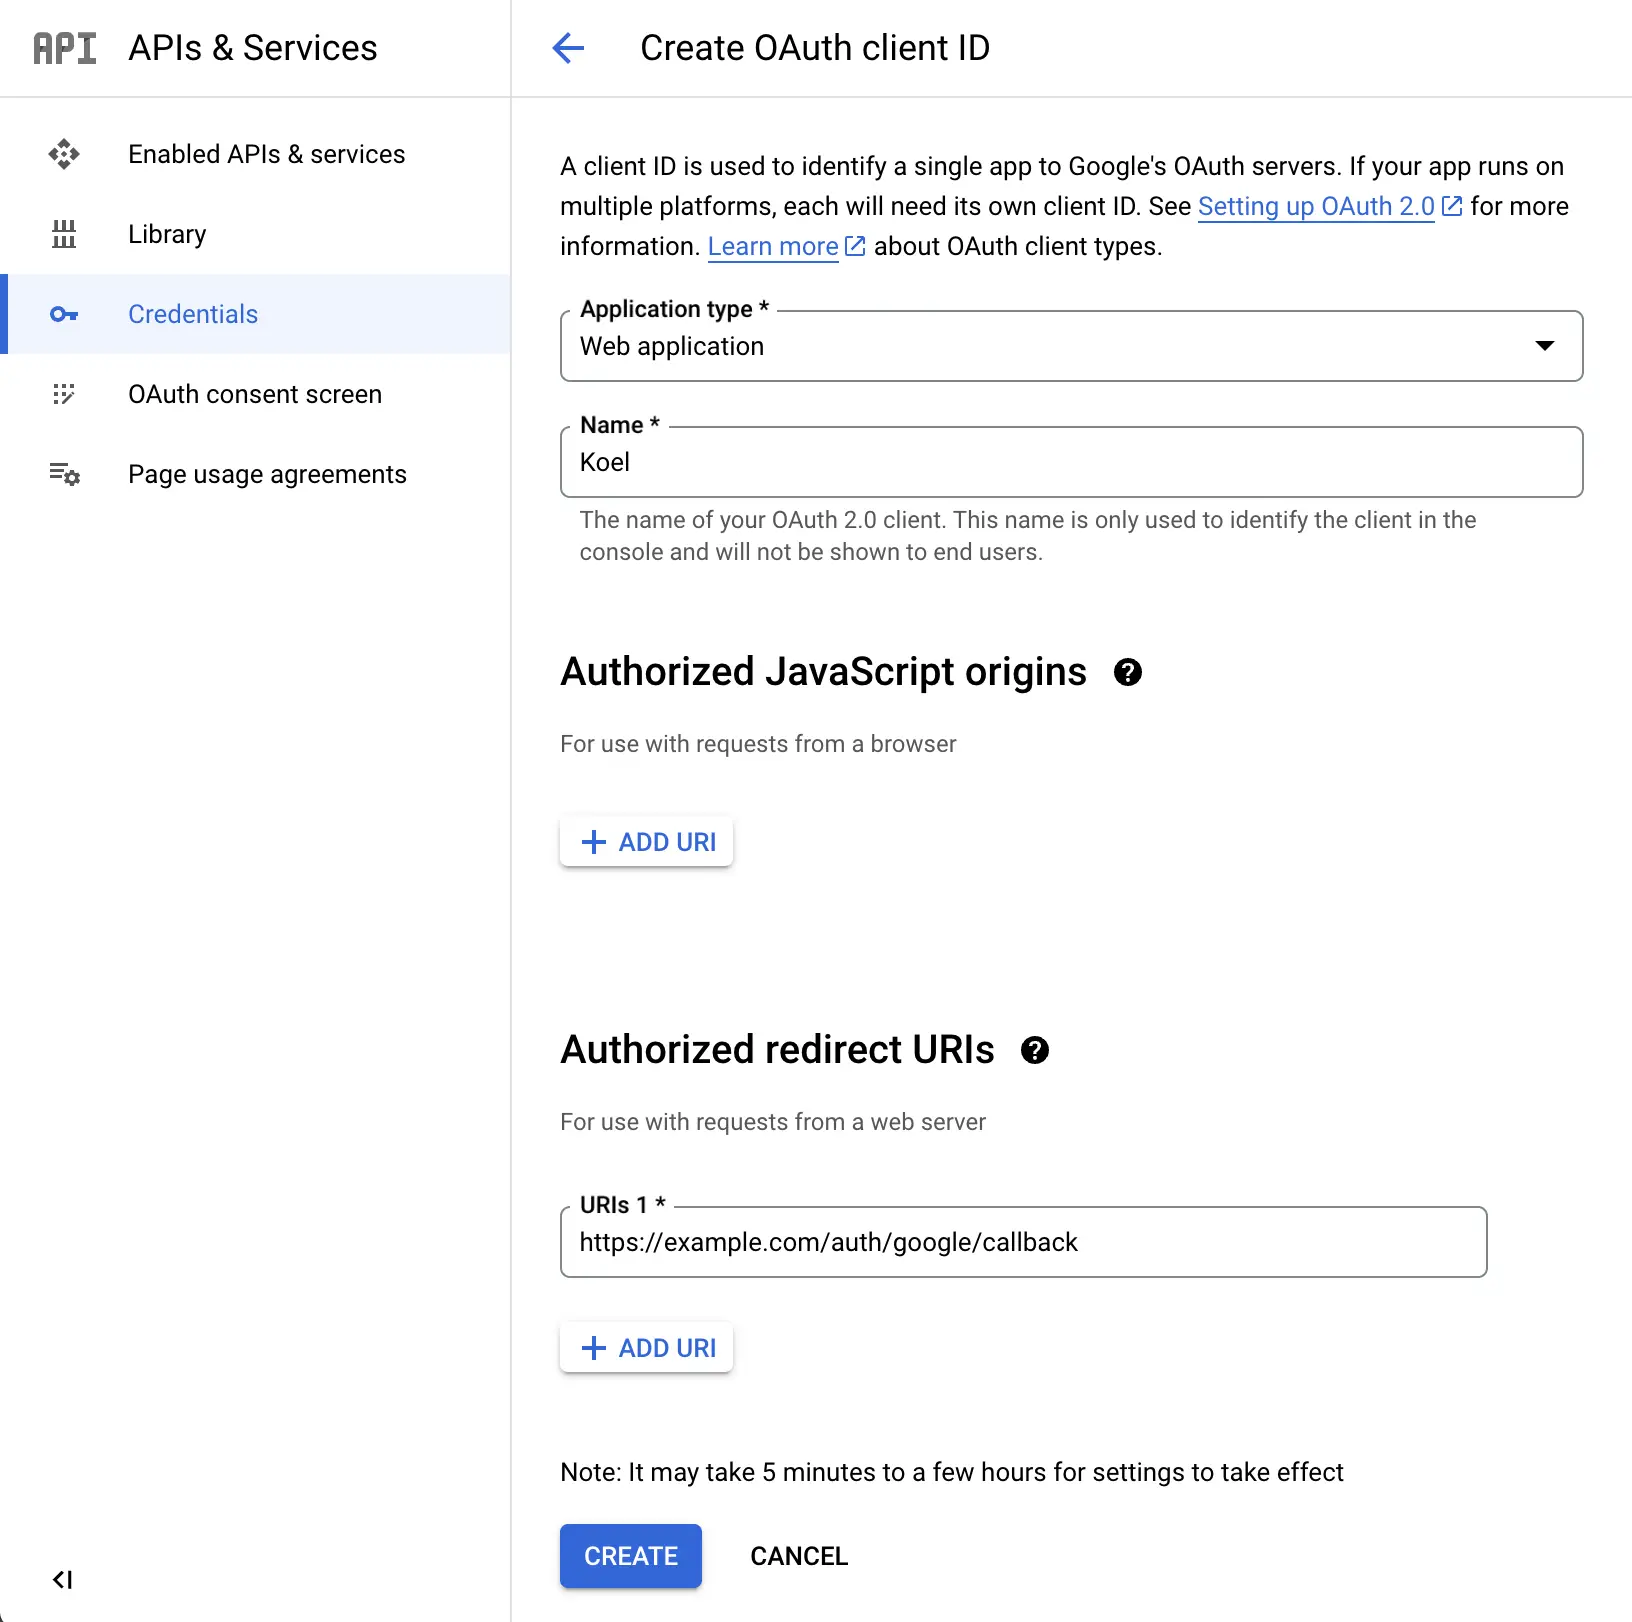 API APIs & Services
Enabled APIs & services
Library
Credentials
OAuth consent screen
Page usage agreements
Create OAuth client ID
A client ID is used to identify a single app to Google's OAuth servers. If your app runs on
multiple platforms, each will need its own client ID. See Setting up OAuth 2.0 for more
information. Learn more about OAuth client types.
Application type *
Web application
Name *
Koel
The name of your OAuth 2.0 client. This name is only used to identify the client in the
console and will not be shown to end users.
Authorized JavaScript origins
For use with requests from a browser
ADD URI
Authorized redirect URIs
For use with requests from a web server
URIs 1 *
https://example.com/auth/google/callback
ADD URI
Note: It may take 5 minutes to a few hours for settings to take effect
CREATE CANCEL